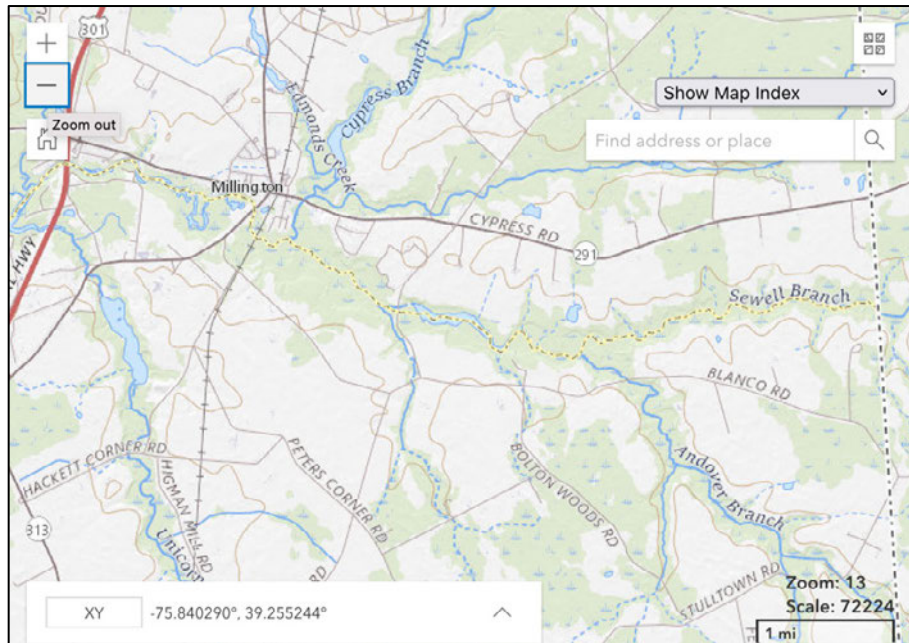 301
Show Map Index
Zoom out
Find address or place
Edmonds Creek
Cypress Branch
Millington
CYPRESS RD
291
HWY
Sewell Branch
BLANCO RD
HACKETT CORNER RD
HIGMAN MILL RD
PETERS CORNER RD
BOLTON WOODS RD
Andover Branch
313
Unicorn
STULLTOWN RD
Zoom: 13
Scale: 72224
1 mi
XY
-75.840290°, 39.255244°